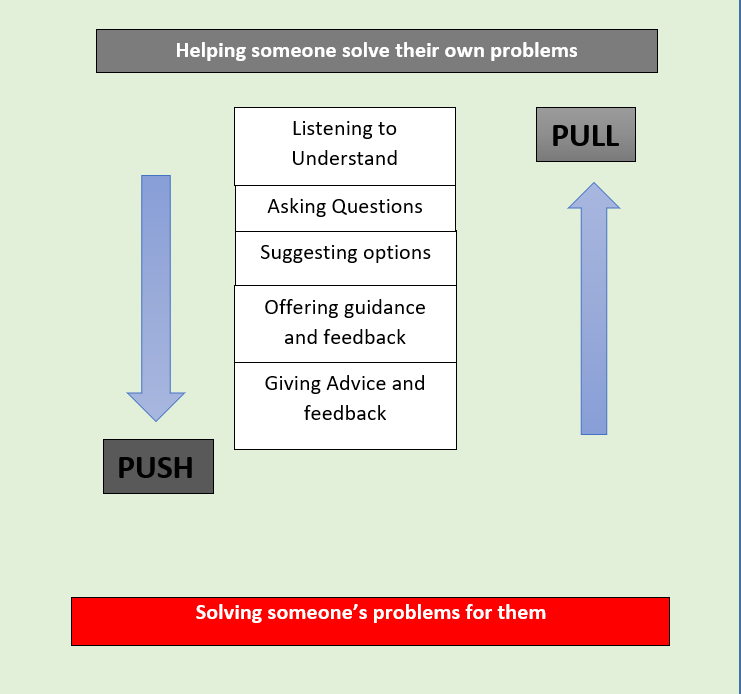 Helping someone solve their own problems
Listening to
Understand
PULL
Asking Questions
Suggesting options
Offering guidance
and feedback
Giving Advice and
feedback
PUSH
Solving someone’s problems for them